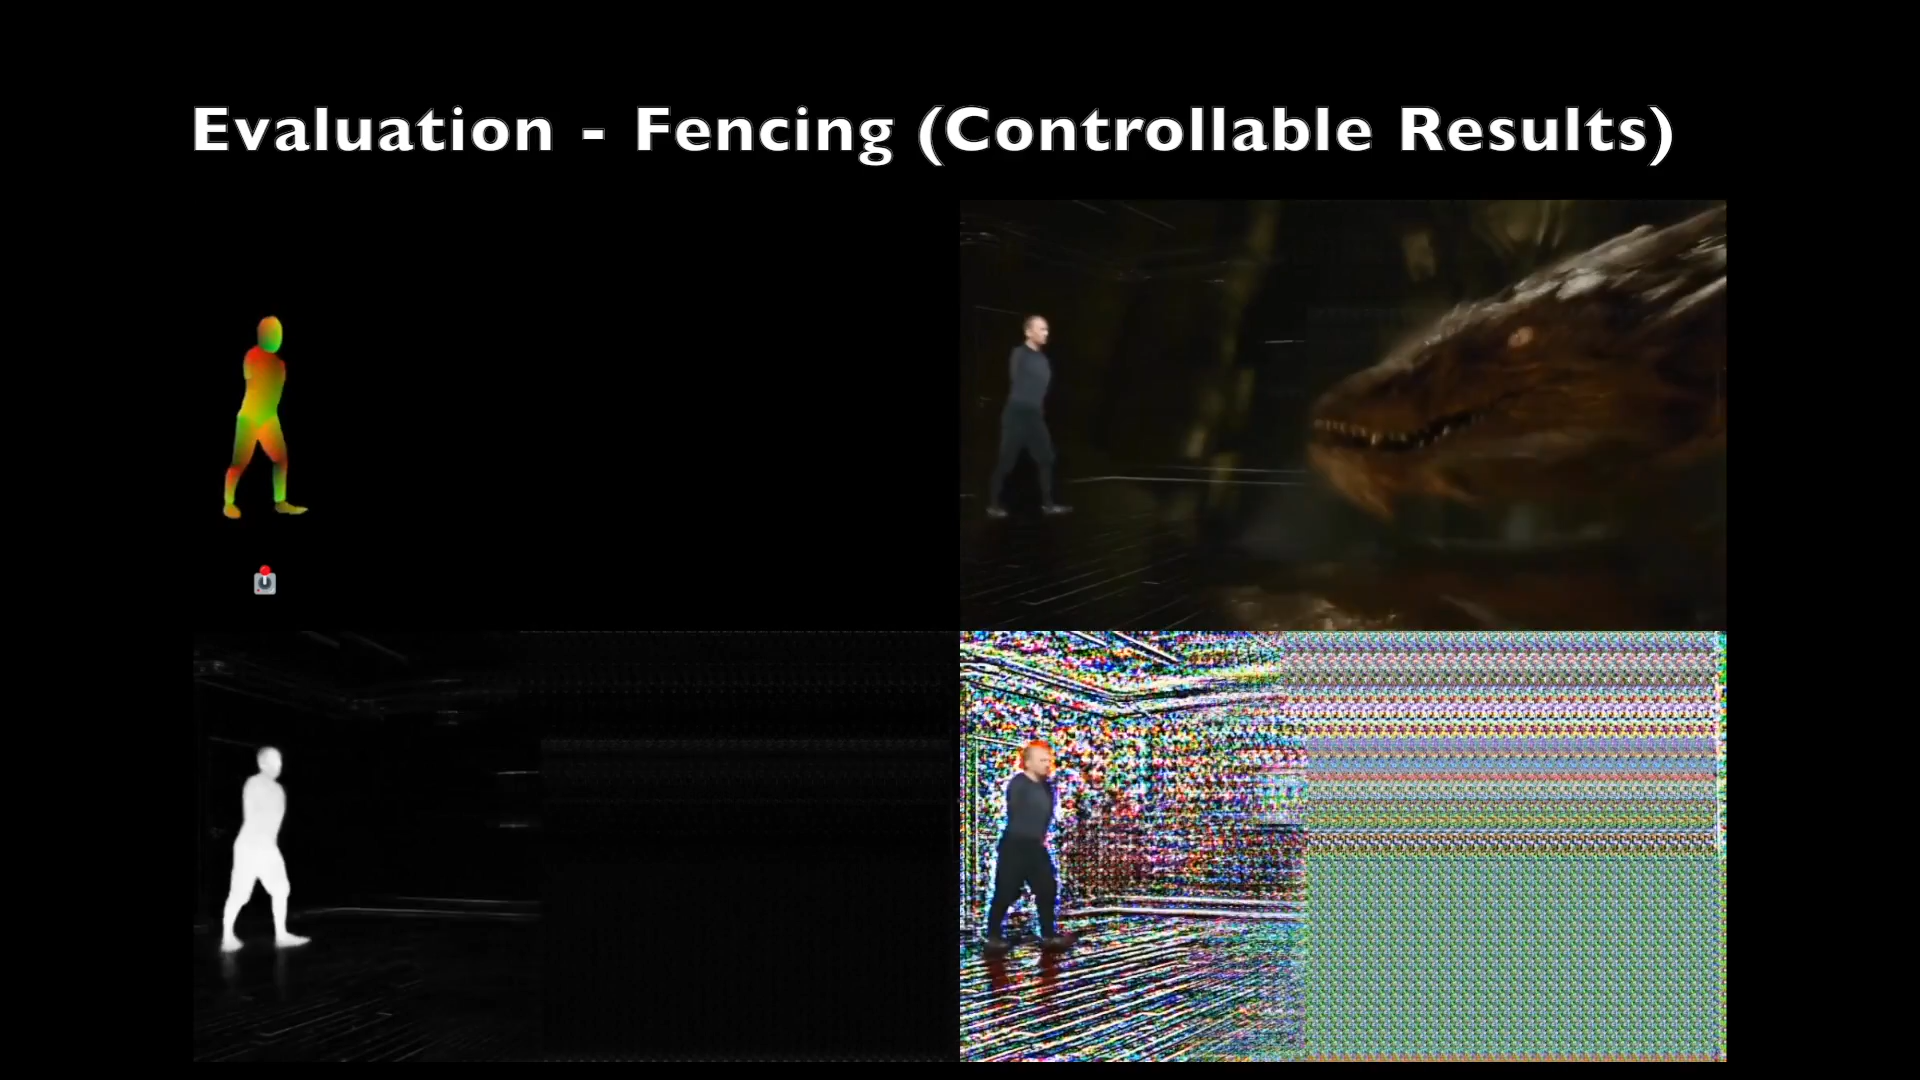 Evaluation - Fencing (Controllable Results)